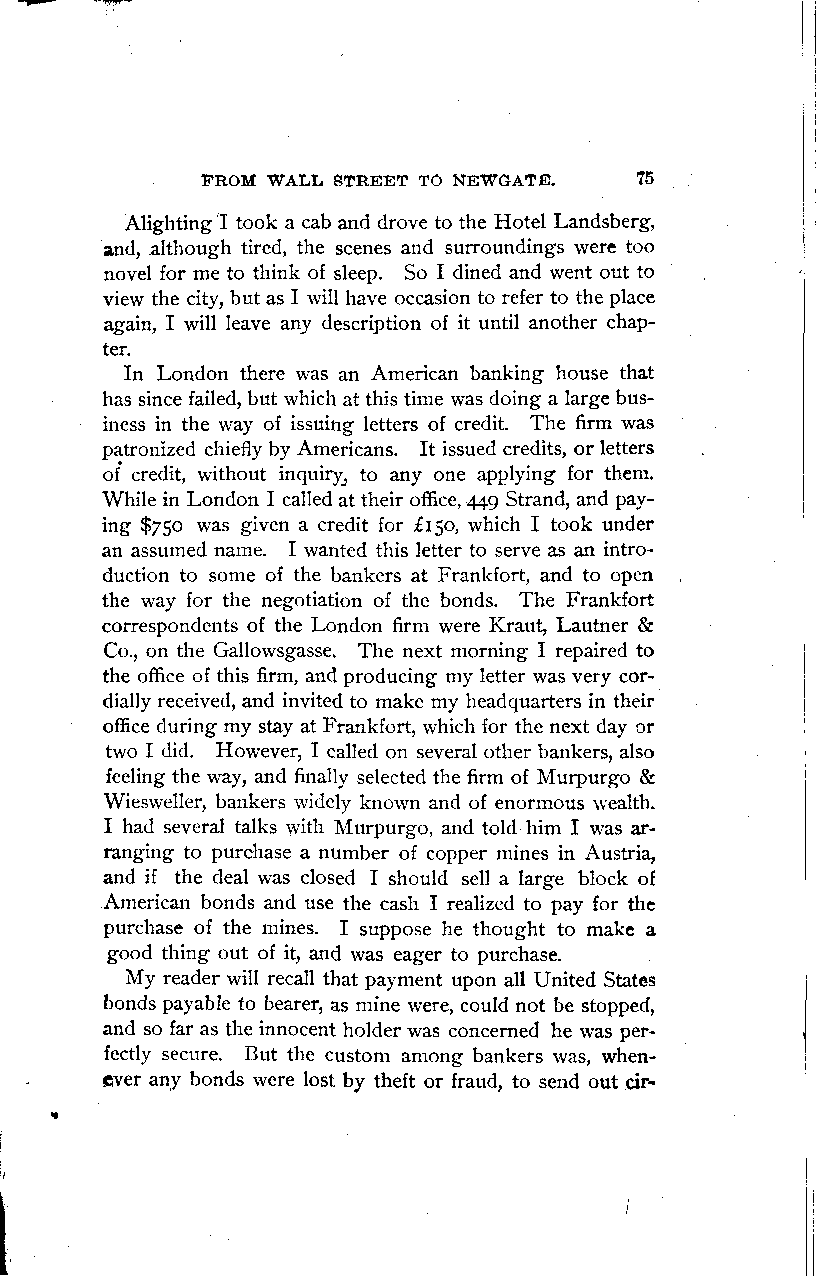 FROM WALL STREET TO NEWGATE. 75
Alighting I took a cab and drove to the Hotel Landsberg,
and, although tired, the scenes and surroundings were too
novel for me to think of sleep. So I dined and went out to
view the city, but as I will have occasion to refer to the place
again, I will leave any description of it until another chap-
ter.
In London there was an American banking house that
has since failed, but which at this time was doing a large bus-
iness in the way of issuing letters of credit. The firm was
patronized chiefly by Americans. It issued credits, or letters
of credit, without inquiry, to any one applying for them.
While in London I called at their office, 449 Strand, and pay-
ing $750 was given a credit for £150, which I took under
an assumed name. I wanted this letter to serve as an intro-
duction to some of the bankers at Frankfort, and to open
the way for the negotiation of the bonds. The Frankfort
correspondents of the London firm were Kraut, Lautner &
Co., on the Gallowsgasse. The next morning I repaired to
the office of this firm, and producing my letter was very cor-
dially received, and invited to make my headquarters in their
office during my stay at Frankfort, which for the next day or
two I did. However, I called on several other bankers, also
feeling the way, and finally selected the firm of Murpurgo &
Wiesweller, bankers widely known and of enormous wealth.
I had several talks with Murpurgo, and told him I was ar-
ranging to purchase a number of copper mines in Austria,
and if the deal was closed I should sell a large block of
American bonds and use the cash I realized to pay for the
purchase of the mines. I suppose he thought to make a
good thing out of it, and was eager to purchase.
My reader will recall that payment upon all United States
bonds payable to bearer, as mine were, could not be stopped,
and so far as the innocent holder was concerned he was per-
fectly secure. But the custom among bankers was, when-
ever any bonds were lost by theft or fraud, to send out cir-